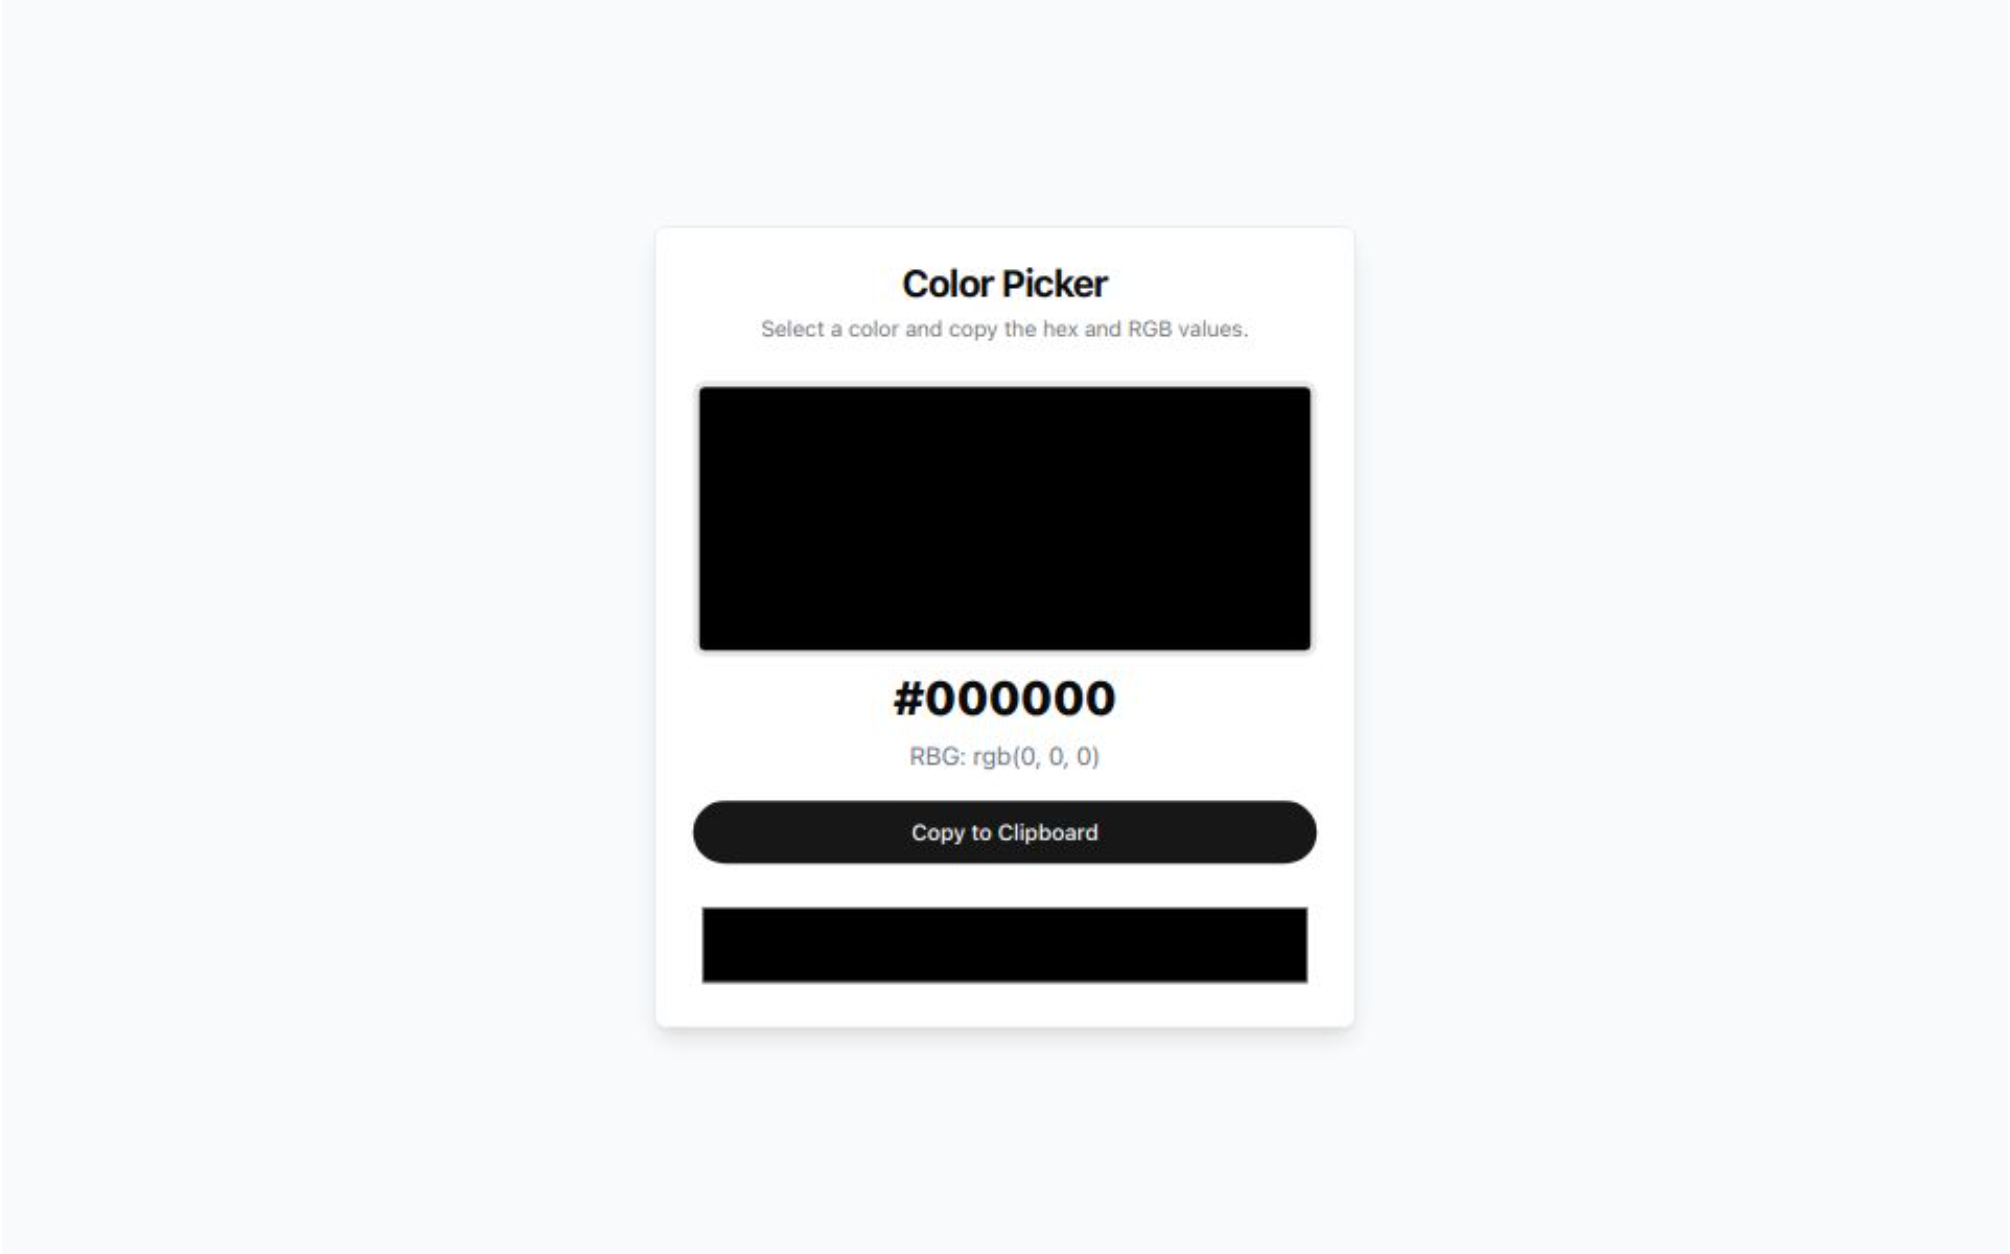 Color Picker
Select a color and copy the hex and RGB values.
#000000
RBG: rgb(0, 0, 0)
Copy to Clipboard